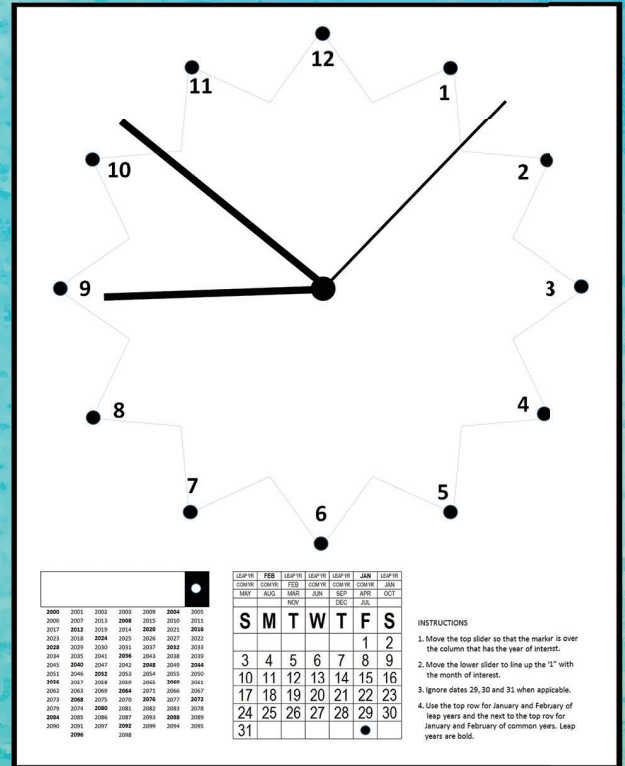 12
11
1
10
2
9
3
8
4
7
5
6
2000 2001 2002 2003 2009 2004 2005
2006 2007 2013 2008 2015 2010 2011
2017 2012 2019 2014 2020 2021 2016
2023 2018 2024 2025 2026 2027 2022
2028 2029 2030 2031 2037 2032 2033
2034 2035 2041 2036 2043 2038 2039
2045 2040 2047 2042 2048 2049 2044
2051 2046 2052 2053 2054 2055 2050
2056 2057 2058 2059 2065 2060 2061
2062 2063 2069 2064 2071 2066 2067
2073 2068 2075 2070 2076 2077 2072
2079 2074 2080 2081 2082 2083 2078
2084 2085 2086 2087 2093 2088 2089
2090 2091 2097 2092 2099 2094 2095
2096 2098
LEAP YR FEB LEAP YR LEAP YR LEAP YR JAN LEAP YR
COM YR COM YR FEB COM YR COM YR COM YR JAN
MAY AUG MAR JUN SEP APR OCT
NOV DEC JUL
S M T W T F S
1 2
3 4 5 6 7 8 9
10 11 12 13 14 15 16
17 18 19 20 21 22 23
24 25 26 27 28 29 30
31
INSTRUCTIONS
1. Move the top slider so that the marker is over
the column that has the year of interest.
2. Move the lower slider to line up the "1" with
the month of interest.
3. Ignore dates 29, 30 and 31 when appicable.
4. Use the top row for January and February of
leap years and the next to the top row for
January and February of common years. Leap
years are bold.